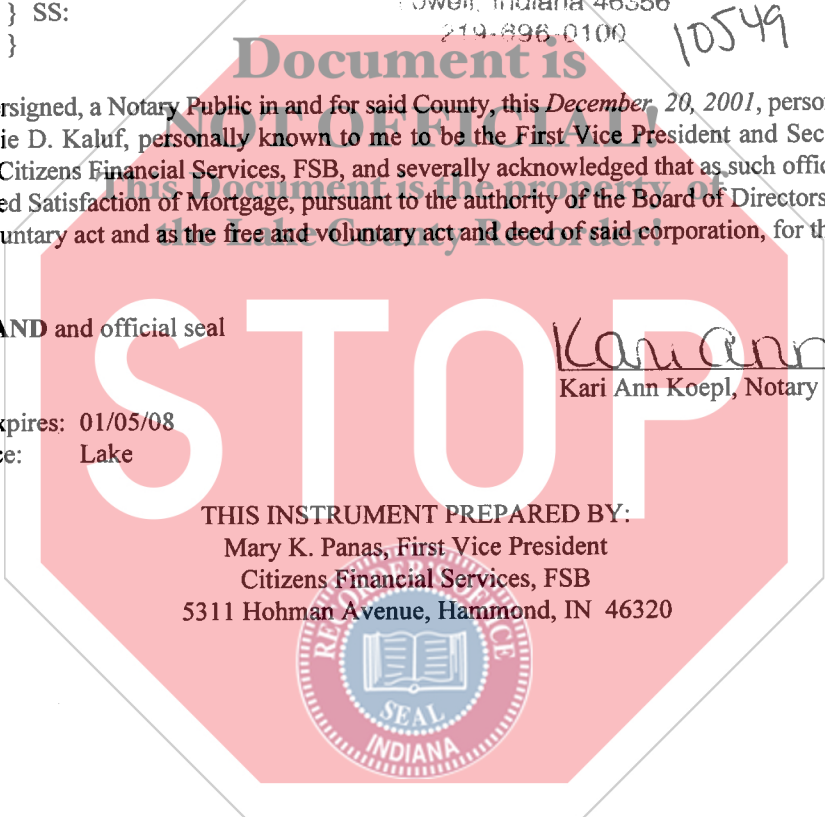 } SS:
}
Indiana 46356
219-696-0100
10549
Document is
NOT OFFICIAL!
This Document is the property of
the Lake County Recorder!
rsigned, a Notary Public in and for said County, this December, 20, 2001, perso
ie D. Kaluf, personally known to me to be the First Vice President and Sec
Citizens Financial Services, FSB, and severally acknowledged that as such offic
ed Satisfaction of Mortgage, pursuant to the authority of the Board of Directors
untary act and as the free and voluntary act and deed of said corporation, for th
AND and official seal
STOP
Kari Ann
Kari Ann Koepl, Notary
xpires: 01/05/08
ce: Lake
THIS INSTRUMENT PREPARED BY:
Mary K. Panas, First Vice President
Citizens Financial Services, FSB
5311 Hohman Avenue, Hammond, IN 46320
RECORDER'S OFFICE
SEAL
INDIANA